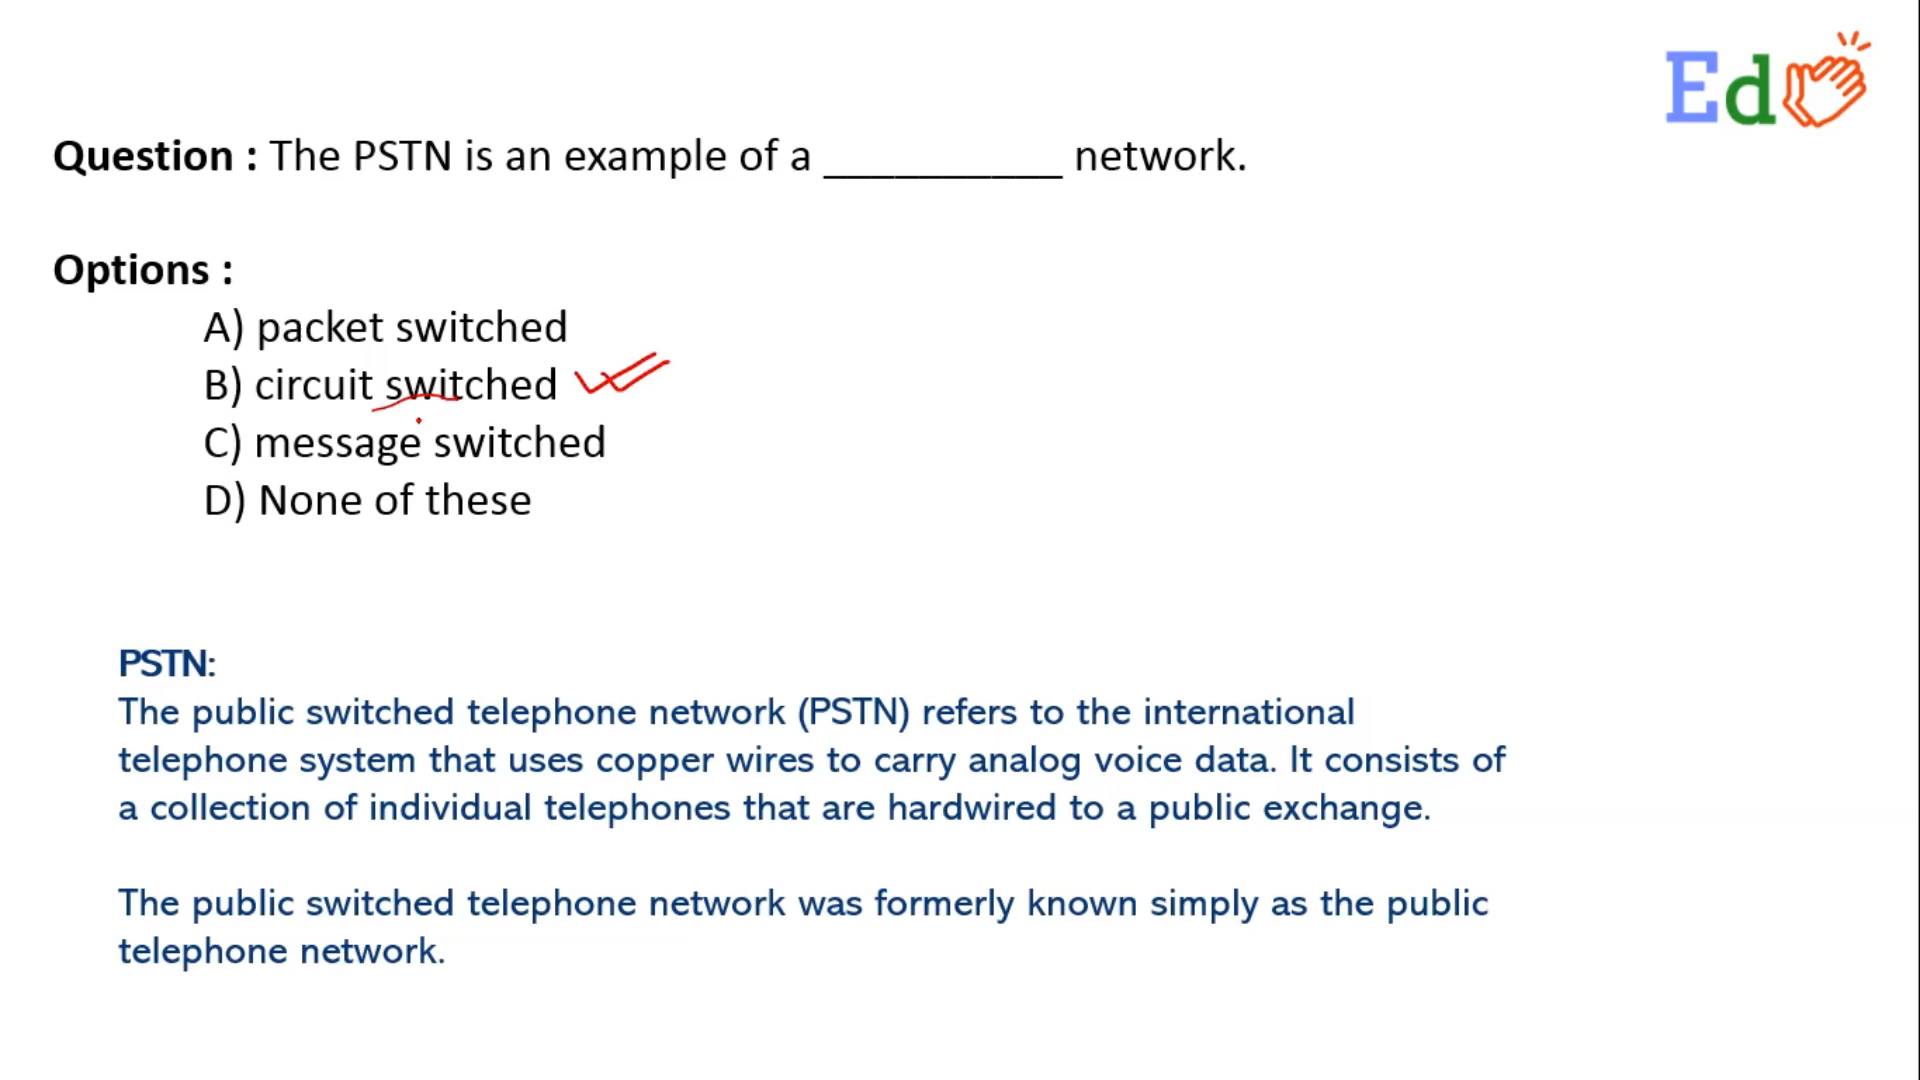 Ed
Question : The PSTN is an example of a __________ network.
Options :
A) packet switched
B) circuit switched
C) message switched
D) None of these
PSTN:
The public switched telephone network (PSTN) refers to the international
telephone system that uses copper wires to carry analog voice data. It consists of
a collection of individual telephones that are hardwired to a public exchange.
The public switched telephone network was formerly known simply as the public
telephone network.